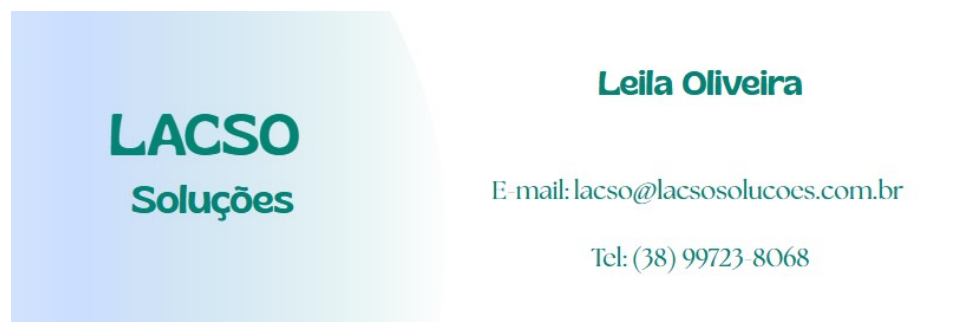 LACSO
Soluções
Leila Oliveira
E-mail: lacso@lacsosolucoes.com.br
Tel: (38) 99723-8068